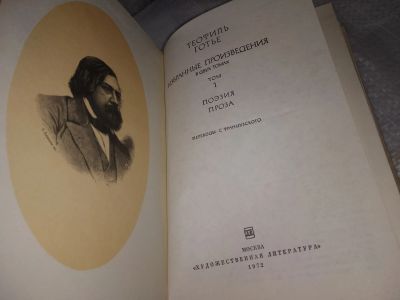 ТЕОФИЛЬ
ГОТЬЕ
ИЗБРАННЫЕ ПРОИЗВЕДЕНИЯ
В ДВУХ ТОМАХ
ТОМ
1
ПОЭЗИЯ
ПРОЗА
ПЕРЕВОДЫ С ФРАНЦУЗСКОГО
МОСКВА
«ХУДОЖЕСТВЕННАЯ ЛИТЕРАТУРА»
1972